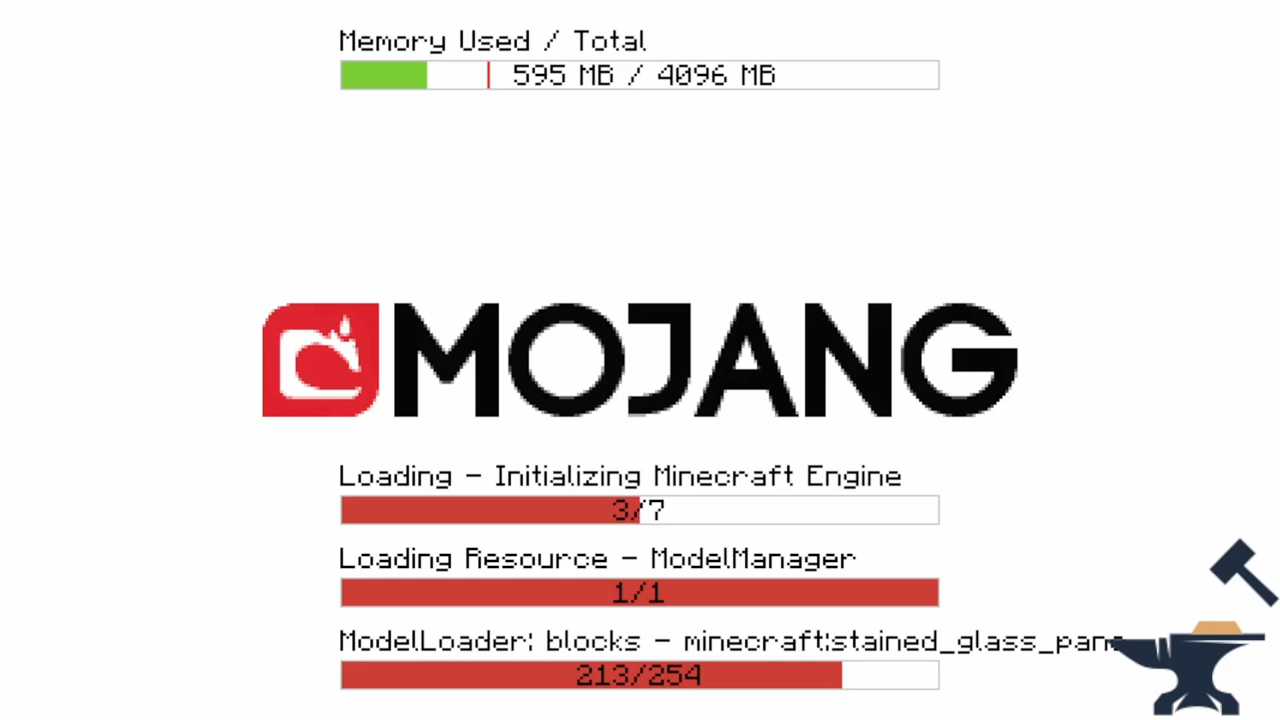 Memory Used / Total
595 MB / 4096 MB
MOJANG
Loading - Initializing Minecraft Engine
3/7
Loading Resource - ModelManager
1/1
ModelLoader: blocks - minecraft:stained_glass_pane
213/254